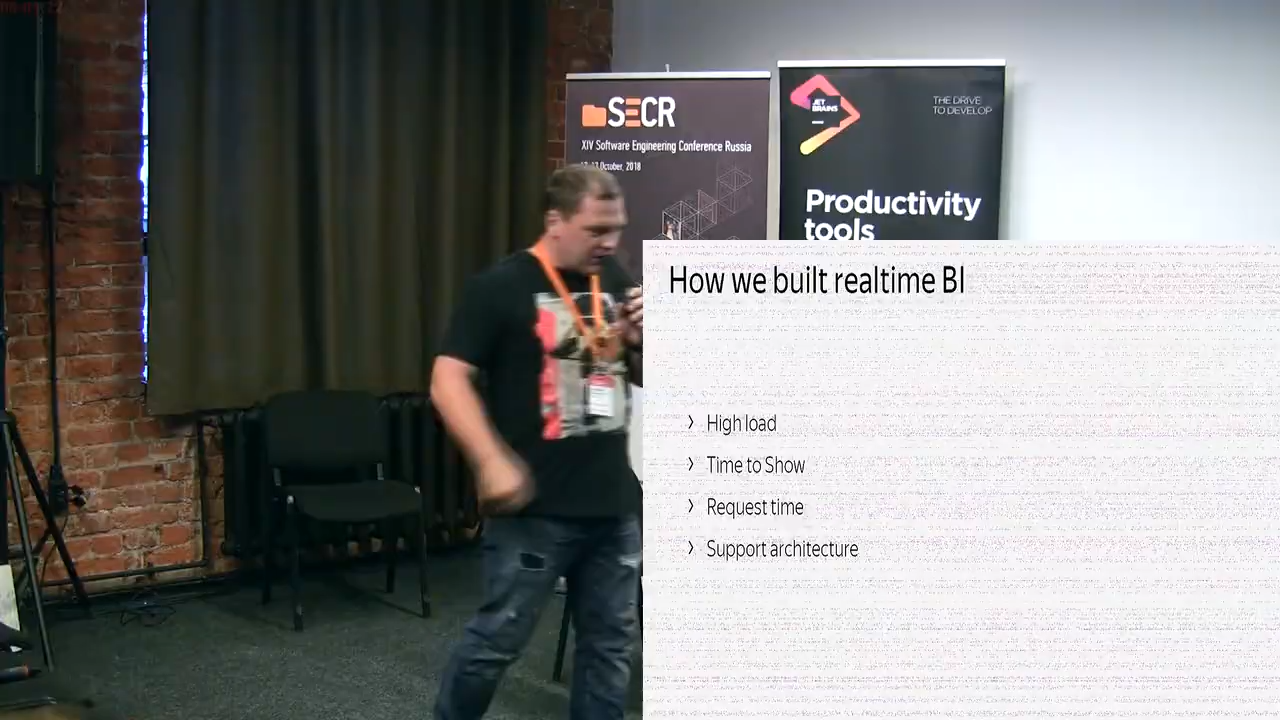 SECR
XIV Software Engineering Conference Russia
October, 2018
JET
BRAINS
THE DRIVE
TO DEVELOP
Productivity
tools
How we built realtime BI
› High load
› Time to Show
› Request time
› Support architecture